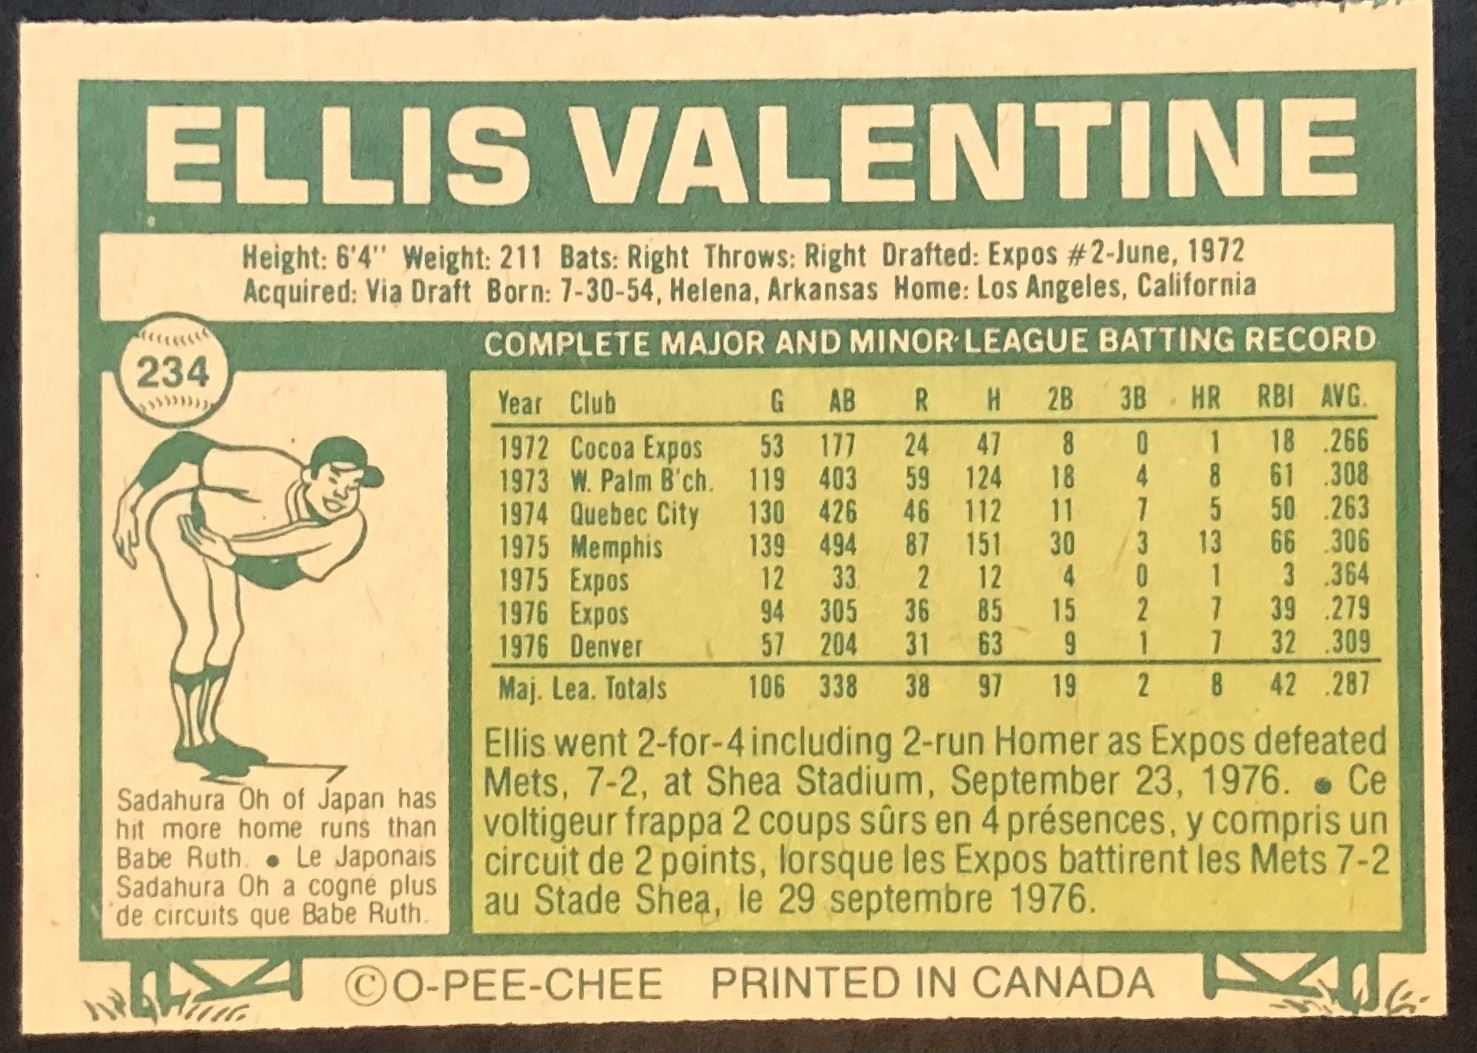 ELLIS VALENTINE
Height: 6'4" Weight: 211 Bats: Right Throws: Right Drafted: Expos #2-June, 1972
Acquired: Via Draft Born: 7-30-54, Helena, Arkansas Home: Los Angeles, California
234
COMPLETE MAJOR AND MINOR LEAGUE BATTING RECORD
Year Club G AB R H 2B 3B HR RBI AVG.
1972 Cocoa Expos 53 177 24 47 8 0 1 18 .266
1973 W. Palm B'ch. 119 403 59 124 18 4 8 61 .308
1974 Quebec City 130 426 46 112 11 7 5 50 .263
1975 Memphis 139 494 87 151 30 3 13 66 .306
1975 Expos 12 33 2 12 4 0 1 3 .364
1976 Expos 94 305 36 85 15 2 7 39 .279
1976 Denver 57 204 31 63 9 1 7 32 .309
Maj. Lea. Totals 106 338 38 97 19 2 8 42 .287
Ellis went 2-for-4 including 2-run Homer as Expos defeated
Mets, 7-2, at Shea Stadium, September 23, 1976. • Ce
voltigeur frappa 2 coups sûrs en 4 présences, y compris un
circuit de 2 points, lorsque les Expos battirent les Mets 7-2
au Stade Shea, le 29 septembre 1976.
Sadahura Oh of Japan has
hit more home runs than
Babe Ruth. • Le Japonais
Sadahura Oh a cogné plus
de circuits que Babe Ruth.
©O-PEE-CHEE PRINTED IN CANADA